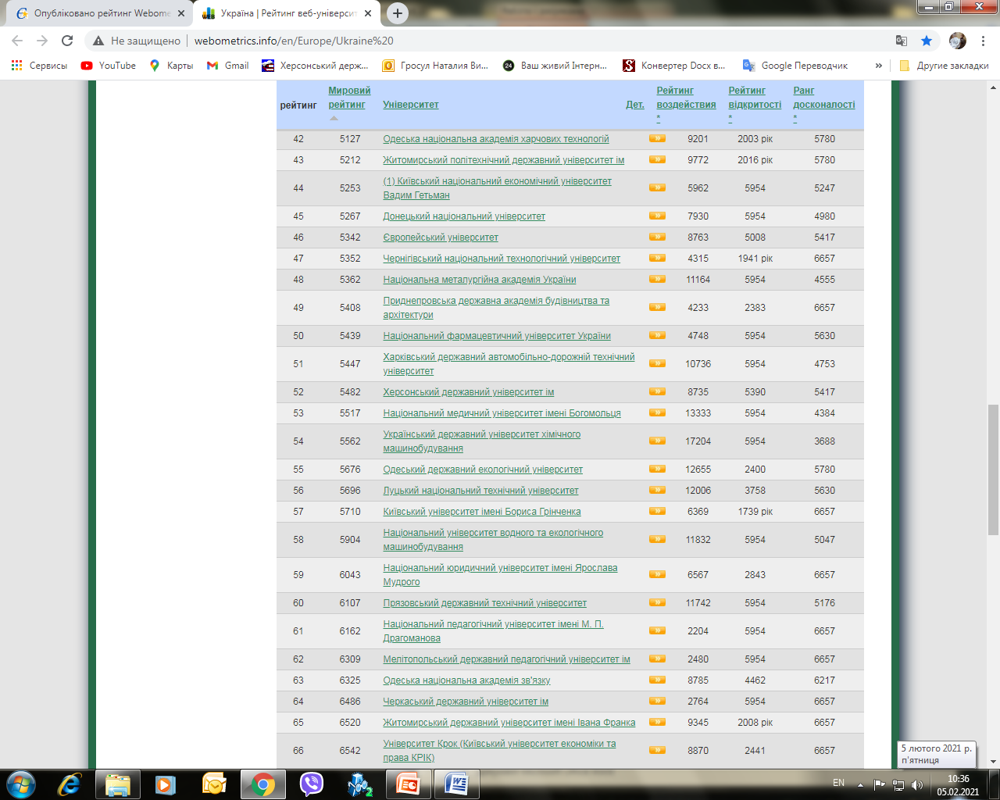 Опубліковано рейтинг Webome
Україна | Рейтинг веб-університ
Не защищено | webometrics.info/en/Europe/Ukraine%20
Сервисы YouTube Карты Gmail Херсонський держ... Гросул Наталия Ви... Ваш живий Інтерн... Конвертер Docx в... Google Переводчик » Другие закладки
рейтинг Мировий рейтинг Університет Дет. Рейтинг воздействия * Рейтинг відкритості * Ранг досконалості *
42 5127 Одеська національна академія харчових технологій 9201 2003 рік 5780
43 5212 Житомирський політехнічний державний університет ім 9772 2016 рік 5780
44 5253 (1) Київський національний економічний університет
Вадим Гетьман 5962 5954 5247
45 5267 Донецький національний університет 7930 5954 4980
46 5342 Європейський університет 8763 5008 5417
47 5352 Чернігівський національний технологічний університет 4315 1941 рік 6657
48 5362 Національна металургійна академія України 11164 5954 4555
49 5408 Приднепровська державна академія будівництва та
архітектури 4233 2383 6657
50 5439 Національний фармацевтичний університет України 4748 5954 5630
51 5447 Харківський державний автомобільно-дорожній технічний
університет 10736 5954 4753
52 5482 Херсонський державний університет ім 8735 5390 5417
53 5517 Національний медичний університет імені Богомольця 13333 5954 4384
54 5562 Український державний університет хімічного
машинобудування 17204 5954 3688
55 5676 Одеський державний екологічний університет 12655 2400 5780
56 5696 Луцький національний технічний університет 12006 3758 5630
57 5710 Київський університет імені Бориса Грінченка 6369 1739 рік 6657
58 5904 Національний університет водного та екологічного
машинобудування 11832 5954 5047
59 6043 Національний юридичний університет імені Ярослава
Мудрого 6567 2843 6657
60 6107 Прязовський державний технічний університет 11742 5954 5176
61 6162 Національний педагогічний університет імені М. П.
Драгоманова 2204 5954 6657
62 6309 Мелітопольський державний педагогічний університет ім 2480 5954 6657
63 6325 Одеська національна академія зв'язку 8785 4462 6217
64 6486 Черкаський державний університет ім 2764 5954 6657
65 6520 Житомирський державний університет імені Івана Франка 9345 2008 рік 6657
66 6542 Університет Крок (Київський університет економіки та
права КРІК) 8870 2441 6657
5 лютого 2021 р.
п'ятниця
EN 10:36
05.02.2021